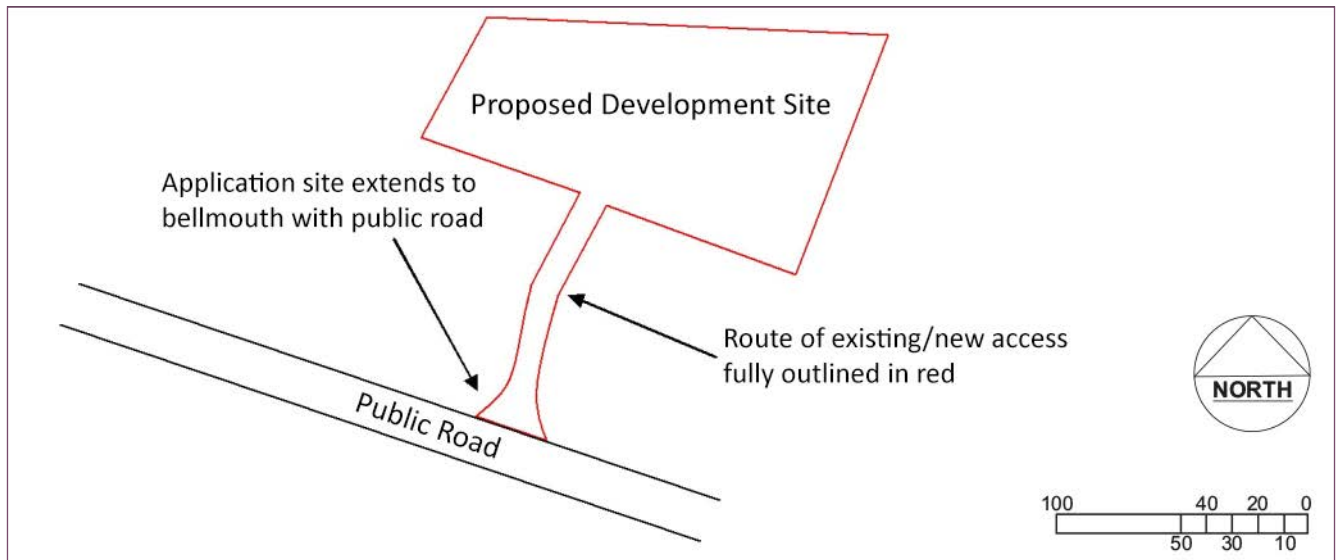 Proposed Development Site
Application site extends to
bellmouth with public road
Route of existing/new access
fully outlined in red
Public Road
NORTH
100 40 20 0
50 30 10